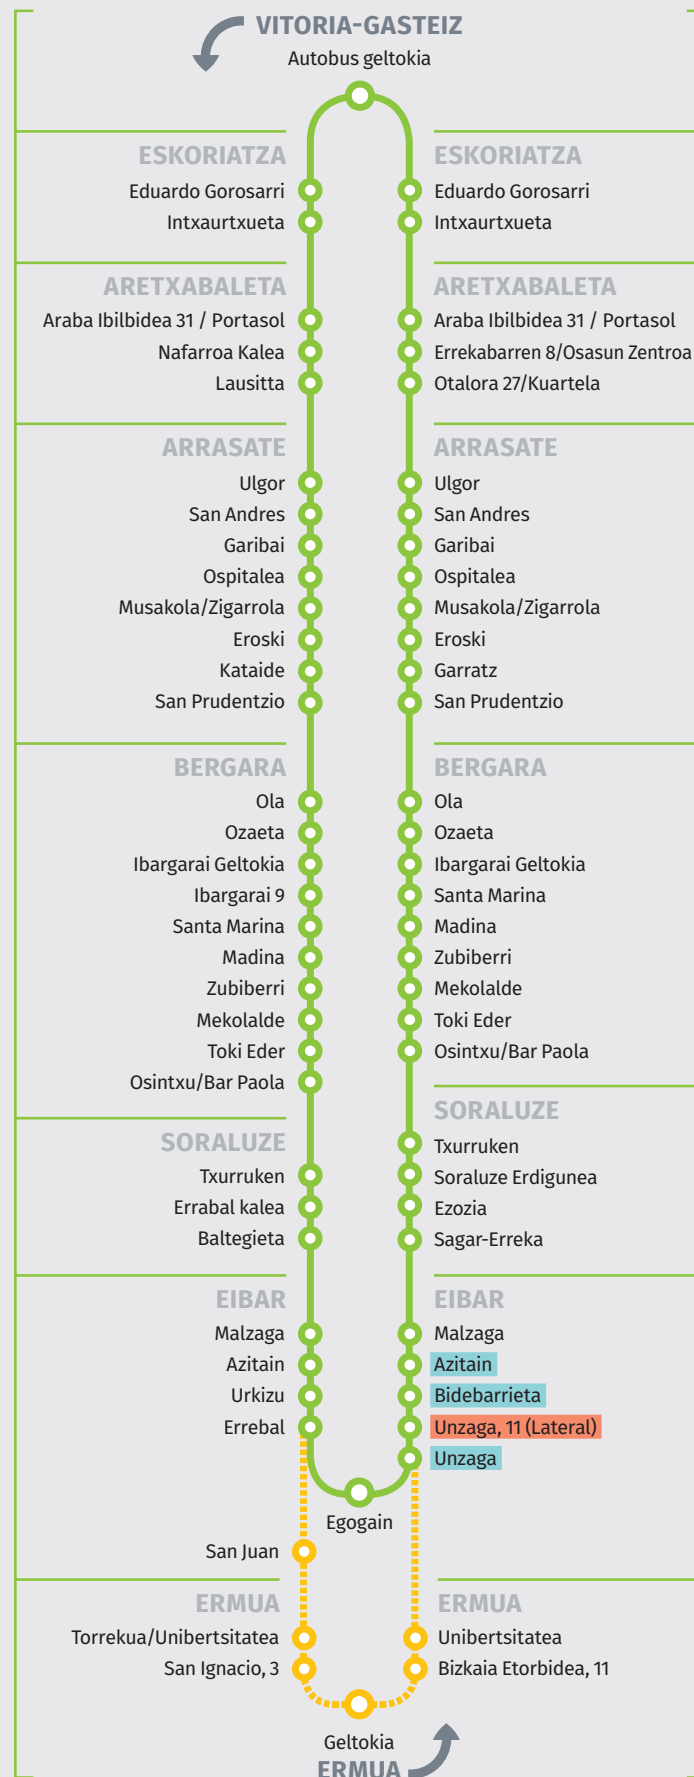 VITORIA-GASTEIZ
Autobus geltokia
ESKORIATZA
Eduardo Gorosarri
Intxaurtxueta
ARETXABALETA
Araba Ibilbidea 31 / Portasol
Nafarroa Kalea
Lausitta
ARRASATE
Ulgor
San Andres
Garibai
Ospitalea
Musakola/Zigarrola
Eroski
Kataide
San Prudentzio
BERGARA
Ola
Ozaeta
Ibargarai Geltokia
Ibargarai 9
Santa Marina
Madina
Zubiberri
Mekolalde
Toki Eder
Osintxu/Bar Paola
SORALUZE
Txurruken
Errabal kalea
Baltegieta
EIBAR
Malzaga
Azitain
Urkizu
Errebal
San Juan
ERMUA
Torrekua/Unibertsitatea
San Ignacio, 3
ESKORIATZA
Eduardo Gorosarri
Intxaurtxueta
ARETXABALETA
Araba Ibilbidea 31 / Portasol
Errekabarren 8/Osasun Zentroa
Otalora 27/Kuartela
ARRASATE
Ulgor
San Andres
Garibai
Ospitalea
Musakola/Zigarrola
Eroski
Garratz
San Prudentzio
BERGARA
Ola
Ozaeta
Ibargarai Geltokia
Santa Marina
Madina
Zubiberri
Mekolalde
Toki Eder
Osintxu/Bar Paola
SORALUZE
Txurruken
Soraluze Erdigunea
Ezozia
Sagar-Erreka
EIBAR
Malzaga
Azitain
Bidebarrieta
Unzaga, 11 (Lateral)
Unzaga
Egogain
ERMUA
Unibertsitatea
Bizkaia Etorbidea, 11
Geltokia
ERMUA